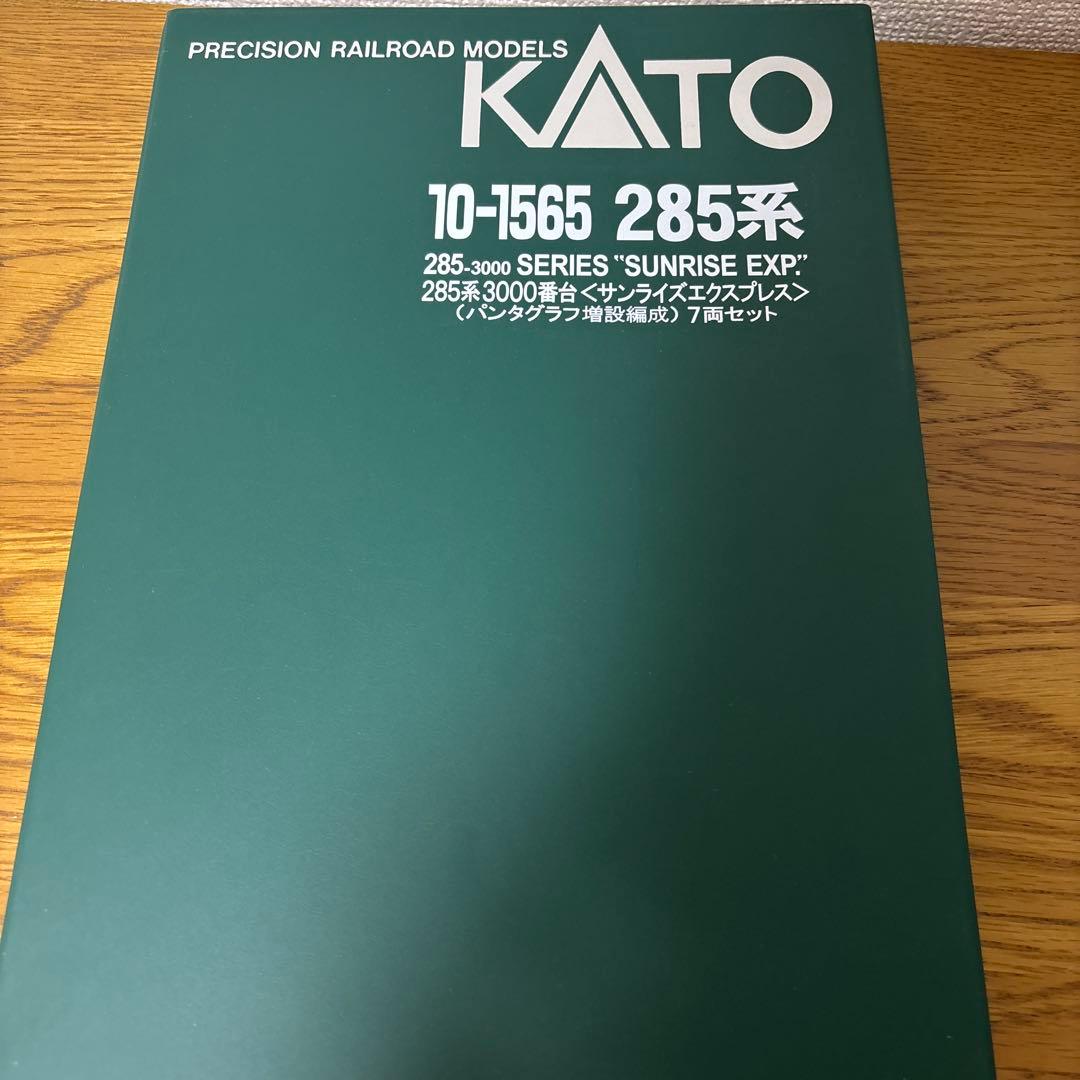 PRECISION RAILROAD MODELS
KATO
10-1565 285系
285-3000 SERIES "SUNRISE EXP."
285系3000番台<サンライズエクスプレス>
(パンタグラフ増設編成) 7両セット